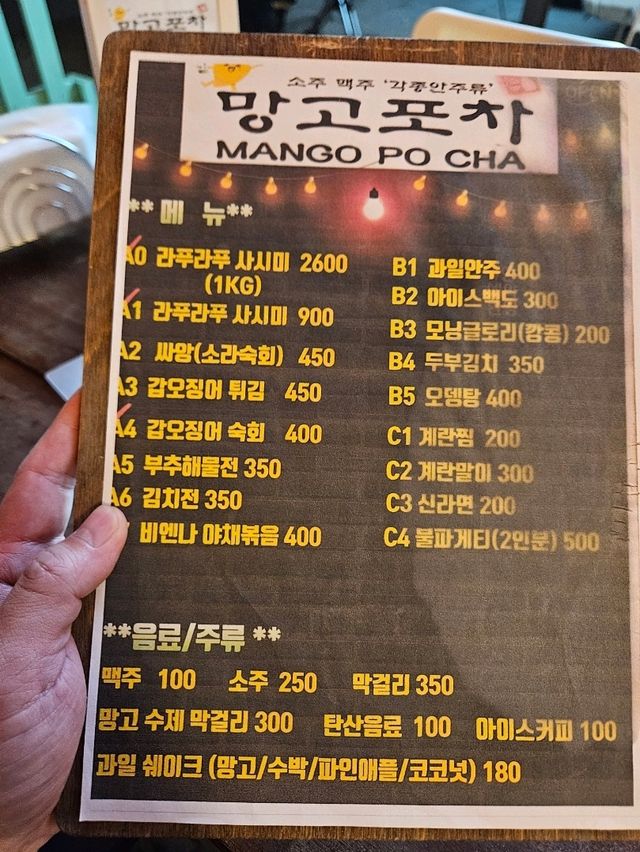 망고포차
소주 맥주 '각종안주류'
망고포차
MANGO PO CHA
OPEN
**메 뉴**
A0 라푸라푸 사시미 2600
(1KG)
A1 라푸라푸 사시미 900
A2 싸앙(소라숙회) 450
A3 갑오징어 튀김 450
A4 갑오징어 숙회 400
A5 부추해물전 350
A6 김치전 350
비엔나 야채볶음 400
B1 과일안주 400
B2 아이스백도 300
B3 모닝글로리(깡콩) 200
B4 두부김치 350
B5 오뎅탕 400
C1 계란찜 200
C2 계란말이 300
C3 신라면 200
C4 불파게티(2인분) 500
**음료/주류 **
맥주 100 소주 250 막걸리 350
망고 수제 막걸리 300 탄산음료 100 아이스커피 100
과일 쉐이크 (망고/수박/파인애플/코코넛) 180